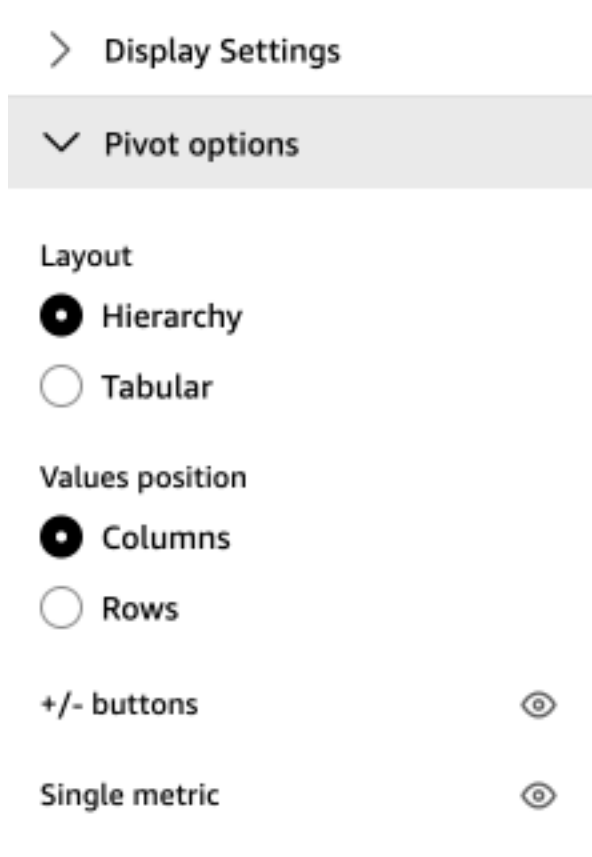 Display Settings
Pivot options
Layout
Hierarchy
Tabular
Values position
Columns
Rows
+/- buttons
Single metric